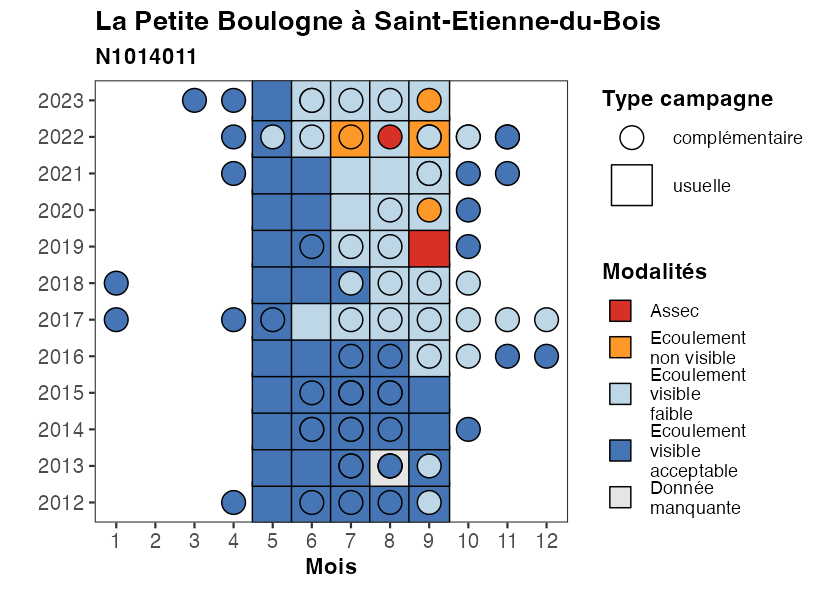 La Petite Boulogne à Saint-Etienne-du-Bois
N1014011
2023
2022
2021
2020
2019
2018
2017
2016
2015
2014
2013
2012
1 2 3 4 5 6 7 8 9 10 11 12
Mois
Type campagne
complémentaire
usuelle
Modalités
Assec
Ecoulement
non visible
Ecoulement
visible
faible
Ecoulement
visible
acceptable
Donnée
manquante